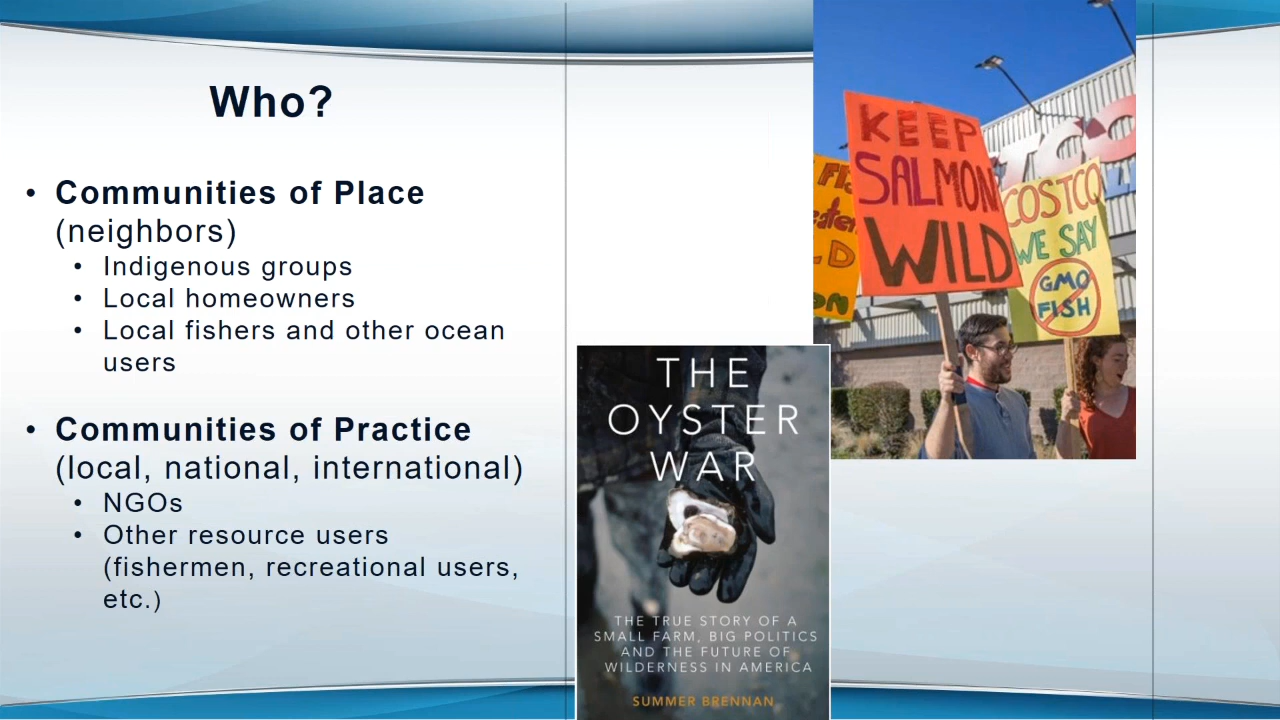 Who?
• Communities of Place
(neighbors)
• Indigenous groups
• Local homeowners
• Local fishers and other ocean
users
• Communities of Practice
(local, national, international)
• NGOs
• Other resource users
(fishermen, recreational users,
etc.)
THE
OYSTER
WAR
THE TRUE STORY OF A
SMALL FARM, BIG POLITICS
AND THE FUTURE OF
WILDERNESS IN AMERICA
SUMMER BRENNAN
KEEP
SALMON
WILD
COSTCO
WE SAY
GMO
FISH